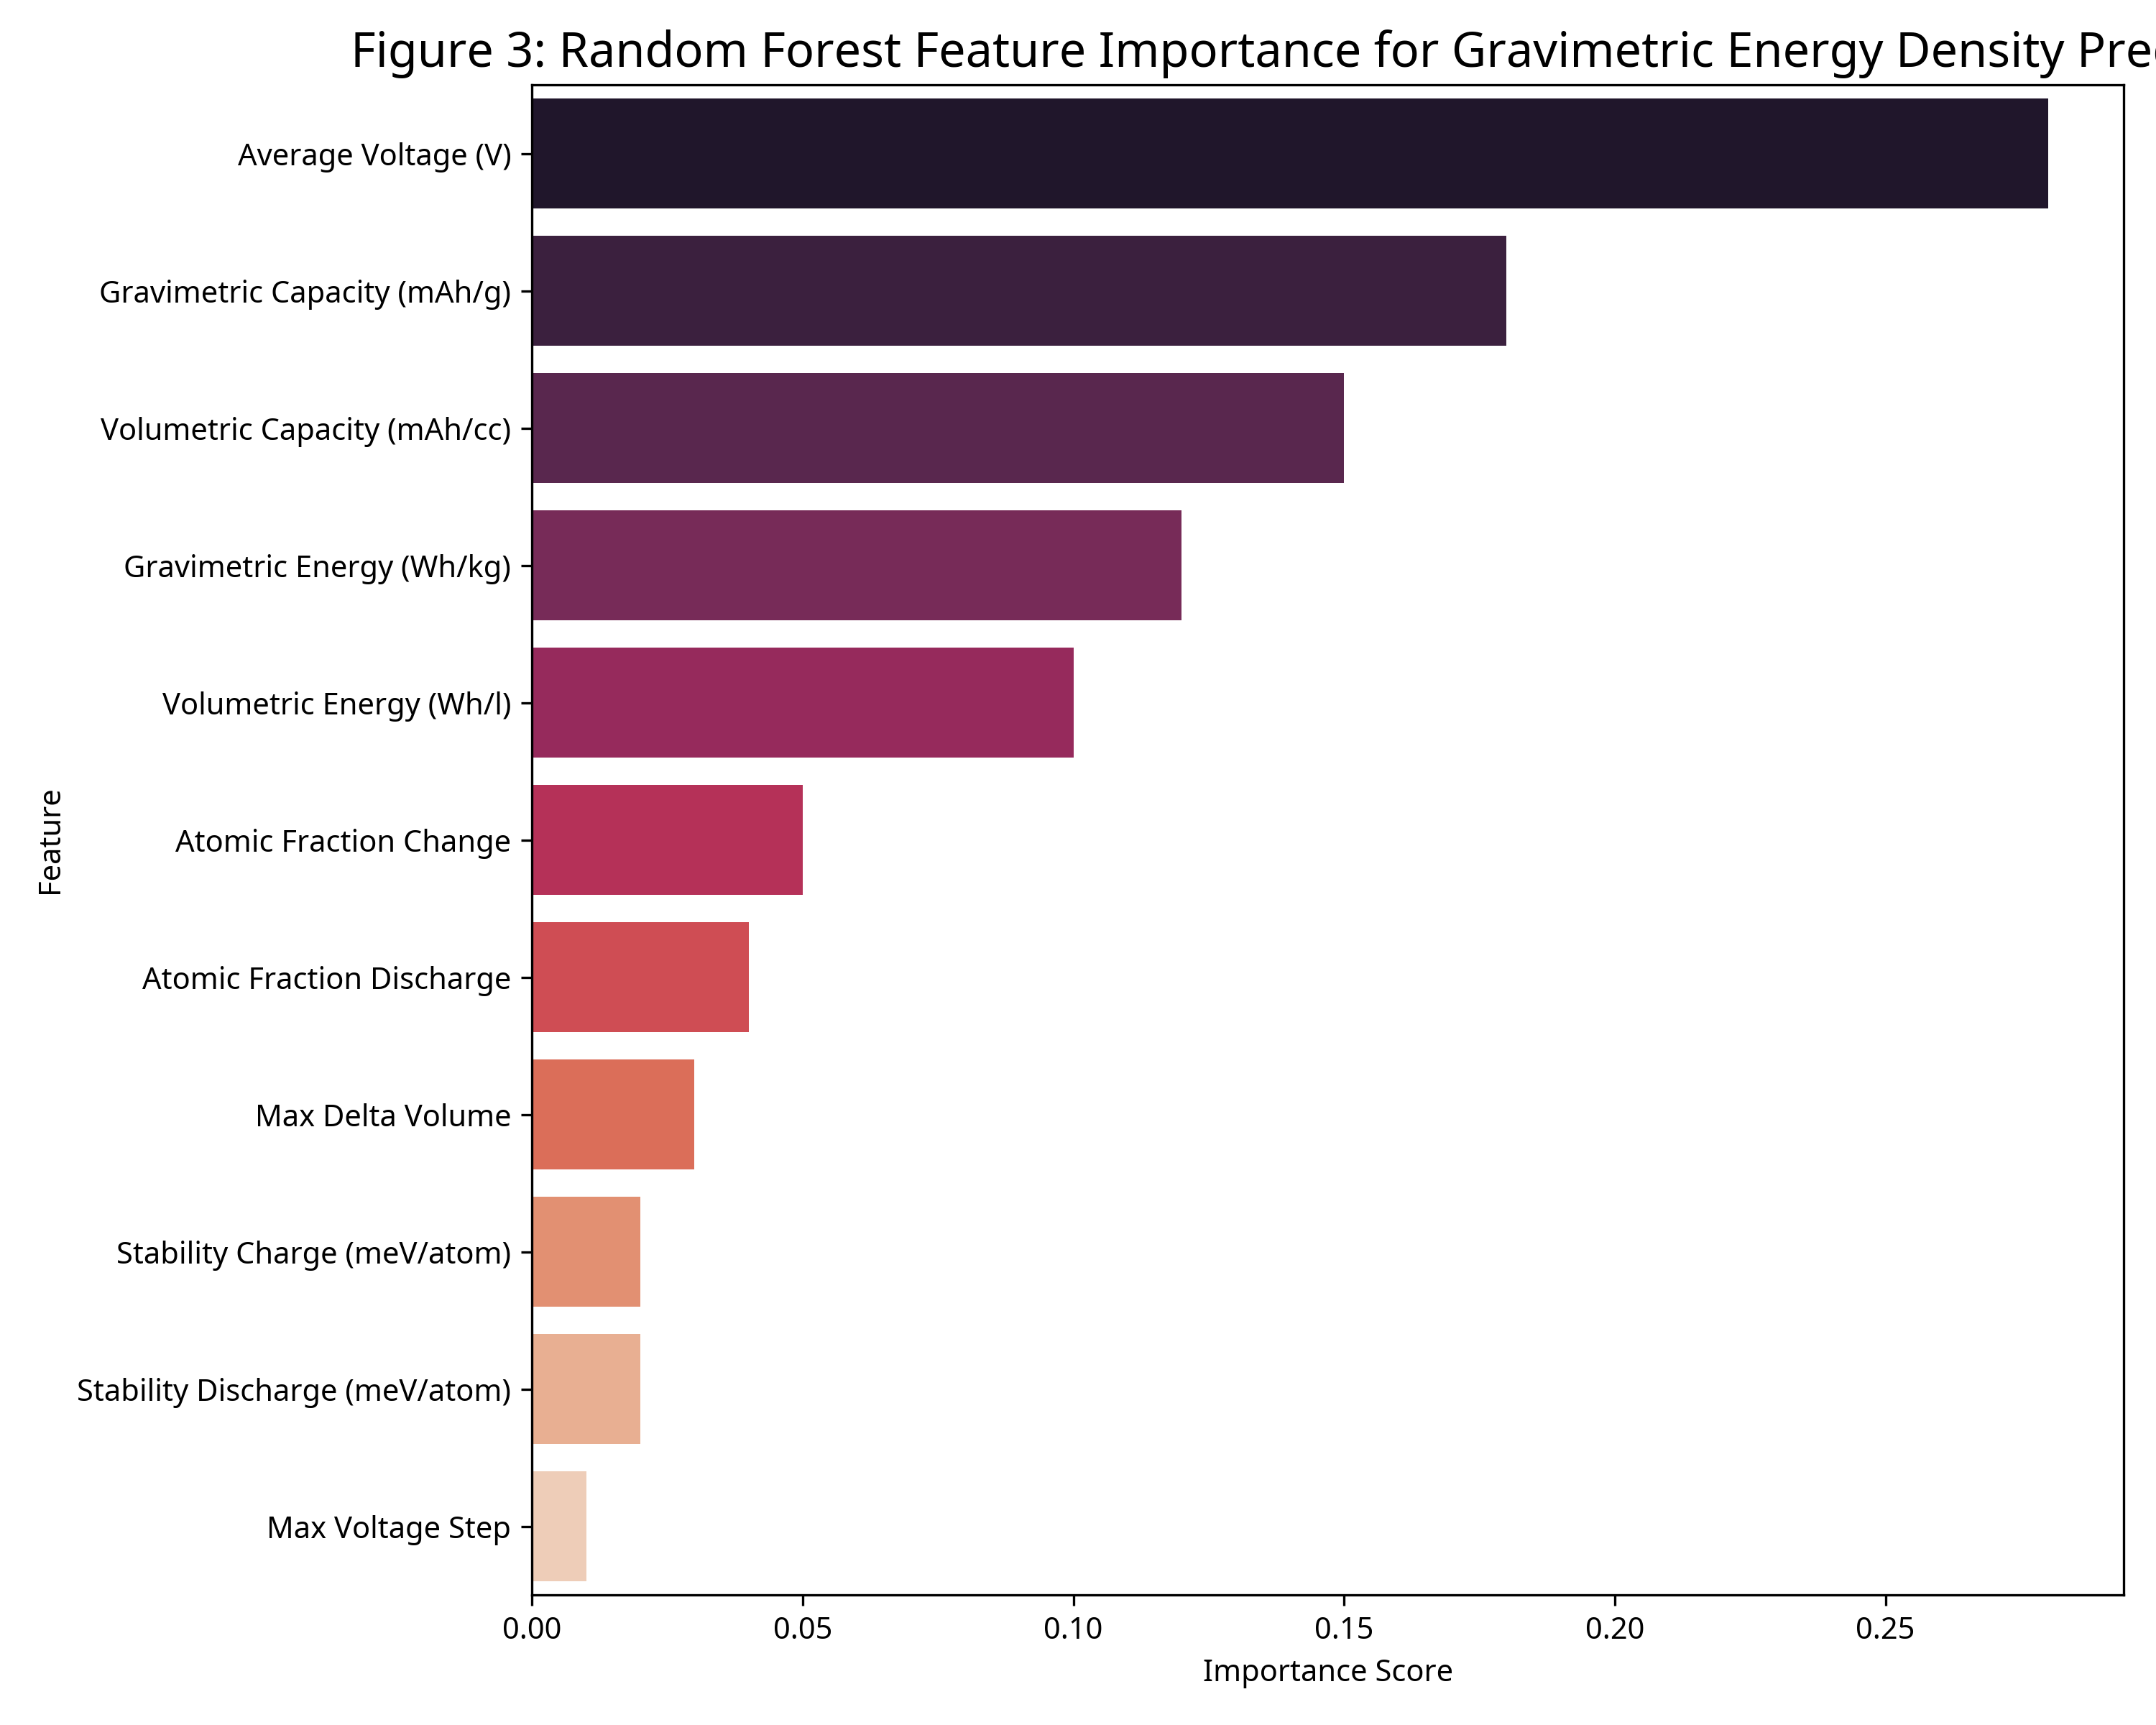 Figure 3: Random Forest Feature Importance for Gravimetric Energy Density
Average Voltage (V)
Gravimetric Capacity (mAh/g)
Volumetric Capacity (mAh/cc)
Gravimetric Energy (Wh/kg)
Volumetric Energy (Wh/l)
Atomic Fraction Change
Atomic Fraction Discharge
Max Delta Volume
Stability Charge (meV/atom)
Stability Discharge (meV/atom)
Max Voltage Step
Feature
0.00 0.05 0.10 0.15 0.20 0.25
Importance Score